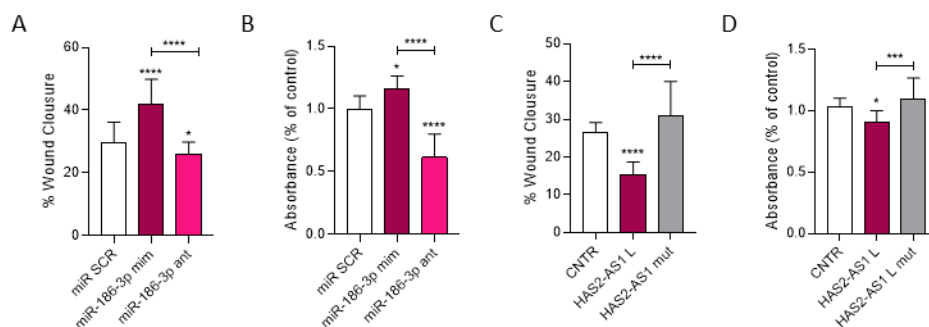 A
% Wound Clousure
60
40
20
0
****
****
*
miR SCR
miR-186-3p mim
miR-186-3p ant
B
Absorbance (% of control)
1.5
1.0
0.5
0.0
****
*
****
miR SCR
miR-186-3p mim
miR-186-3p ant
C
% Wound Clousure
50
40
30
20
10
0
****
****
CNTR
HAS2-AS1 L
HAS2-AS1 mut
D
Absorbance (% of control)
1.5
1.0
0.5
0.0
***
*
CNTR
HAS2-AS1 L
HAS2-AS1 L mut